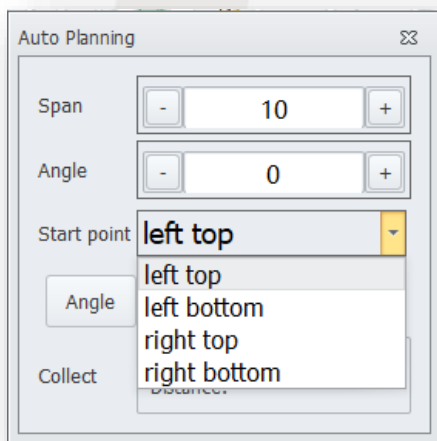 Auto Planning
Span - 10 +
Angle - 0 +
Start point left top
left top
left bottom
right top
right bottom
Angle
Collect
Distance: